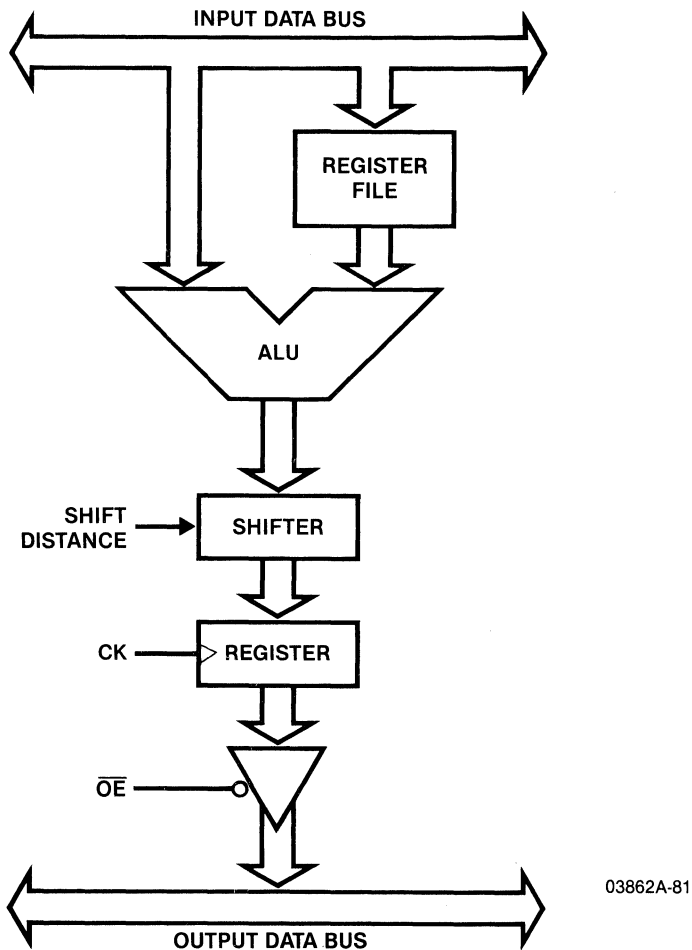 INPUT DATA BUS
REGISTER
FILE
ALU
SHIFT
DISTANCE
SHIFTER
CK
REGISTER
OE
03862A-81
OUTPUT DATA BUS